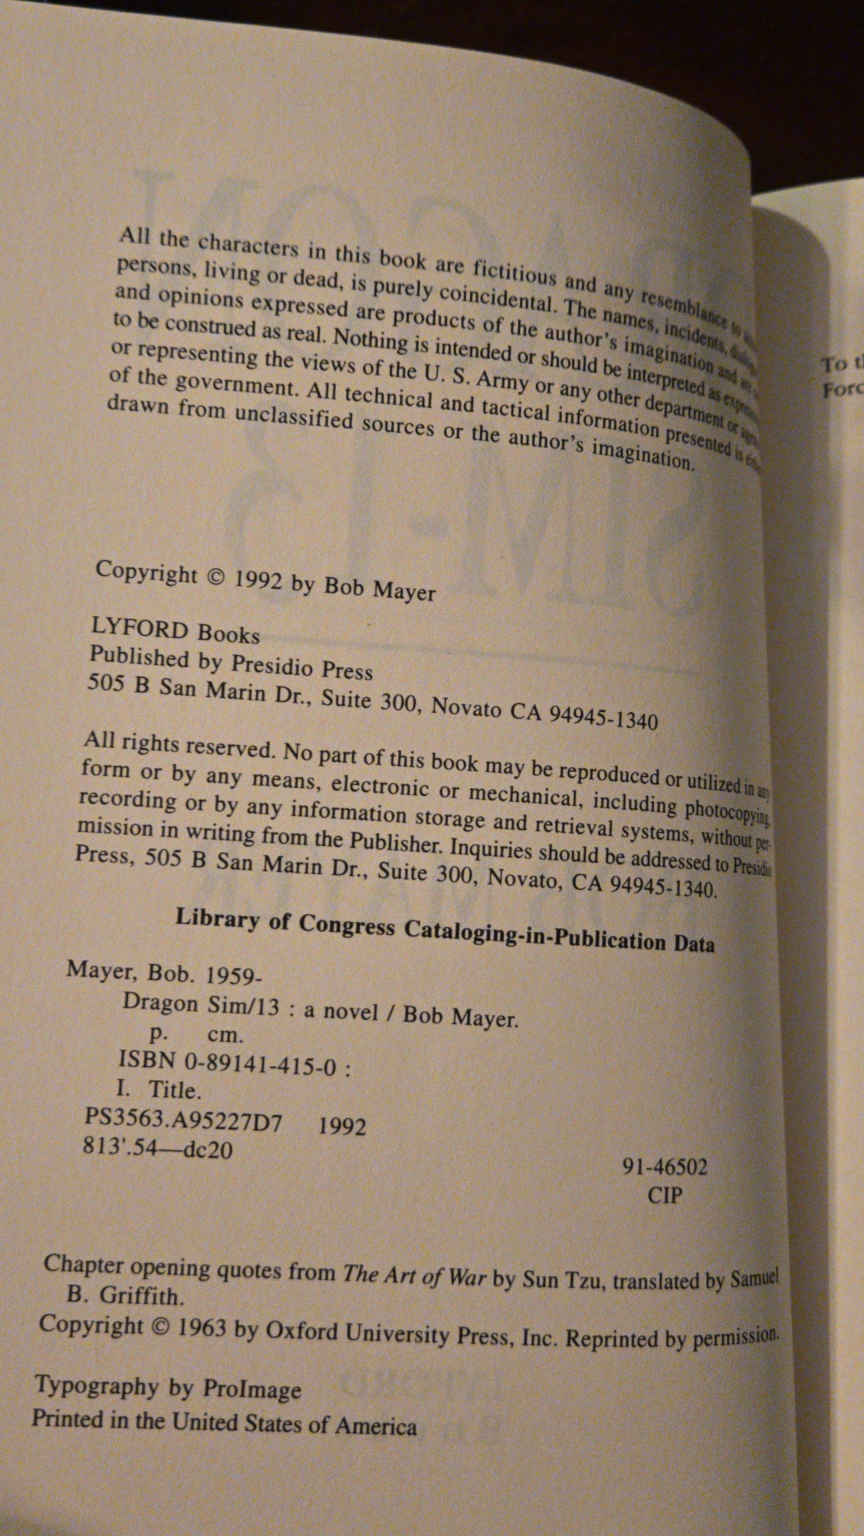 All the characters in this book are fictitious and any resemblance to
persons, living or dead, is purely coincidental. The names, incidents,
and opinions expressed are products of the author's imagination and
to be construed as real. Nothing is intended or should be interpreted as
or representing the views of the U. S. Army or any other department or
of the government. All technical and tactical information presented is
drawn from unclassified sources or the author's imagination.
Copyright © 1992 by Bob Mayer
LYFORD Books
Published by Presidio Press
505 B San Marin Dr., Suite 300, Novato CA 94945-1340
All rights reserved. No part of this book may be reproduced or utilized in any
form or by any means, electronic or mechanical, including photocopying,
recording or by any information storage and retrieval systems, without per-
mission in writing from the Publisher. Inquiries should be addressed to Presidio
Press, 505 B San Marin Dr., Suite 300, Novato, CA 94945-1340.
Library of Congress Cataloging-in-Publication Data
Mayer, Bob. 1959-
Dragon Sim/13 : a novel / Bob Mayer.
p. cm.
ISBN 0-89141-415-0 :
I. Title.
PS3563.A95227D7 1992
813'.54—dc20
91-46502
CIP
Chapter opening quotes from The Art of War by Sun Tzu, translated by Samuel
B. Griffith.
Copyright © 1963 by Oxford University Press, Inc. Reprinted by permission.
Typography by ProImage
Printed in the United States of America
To